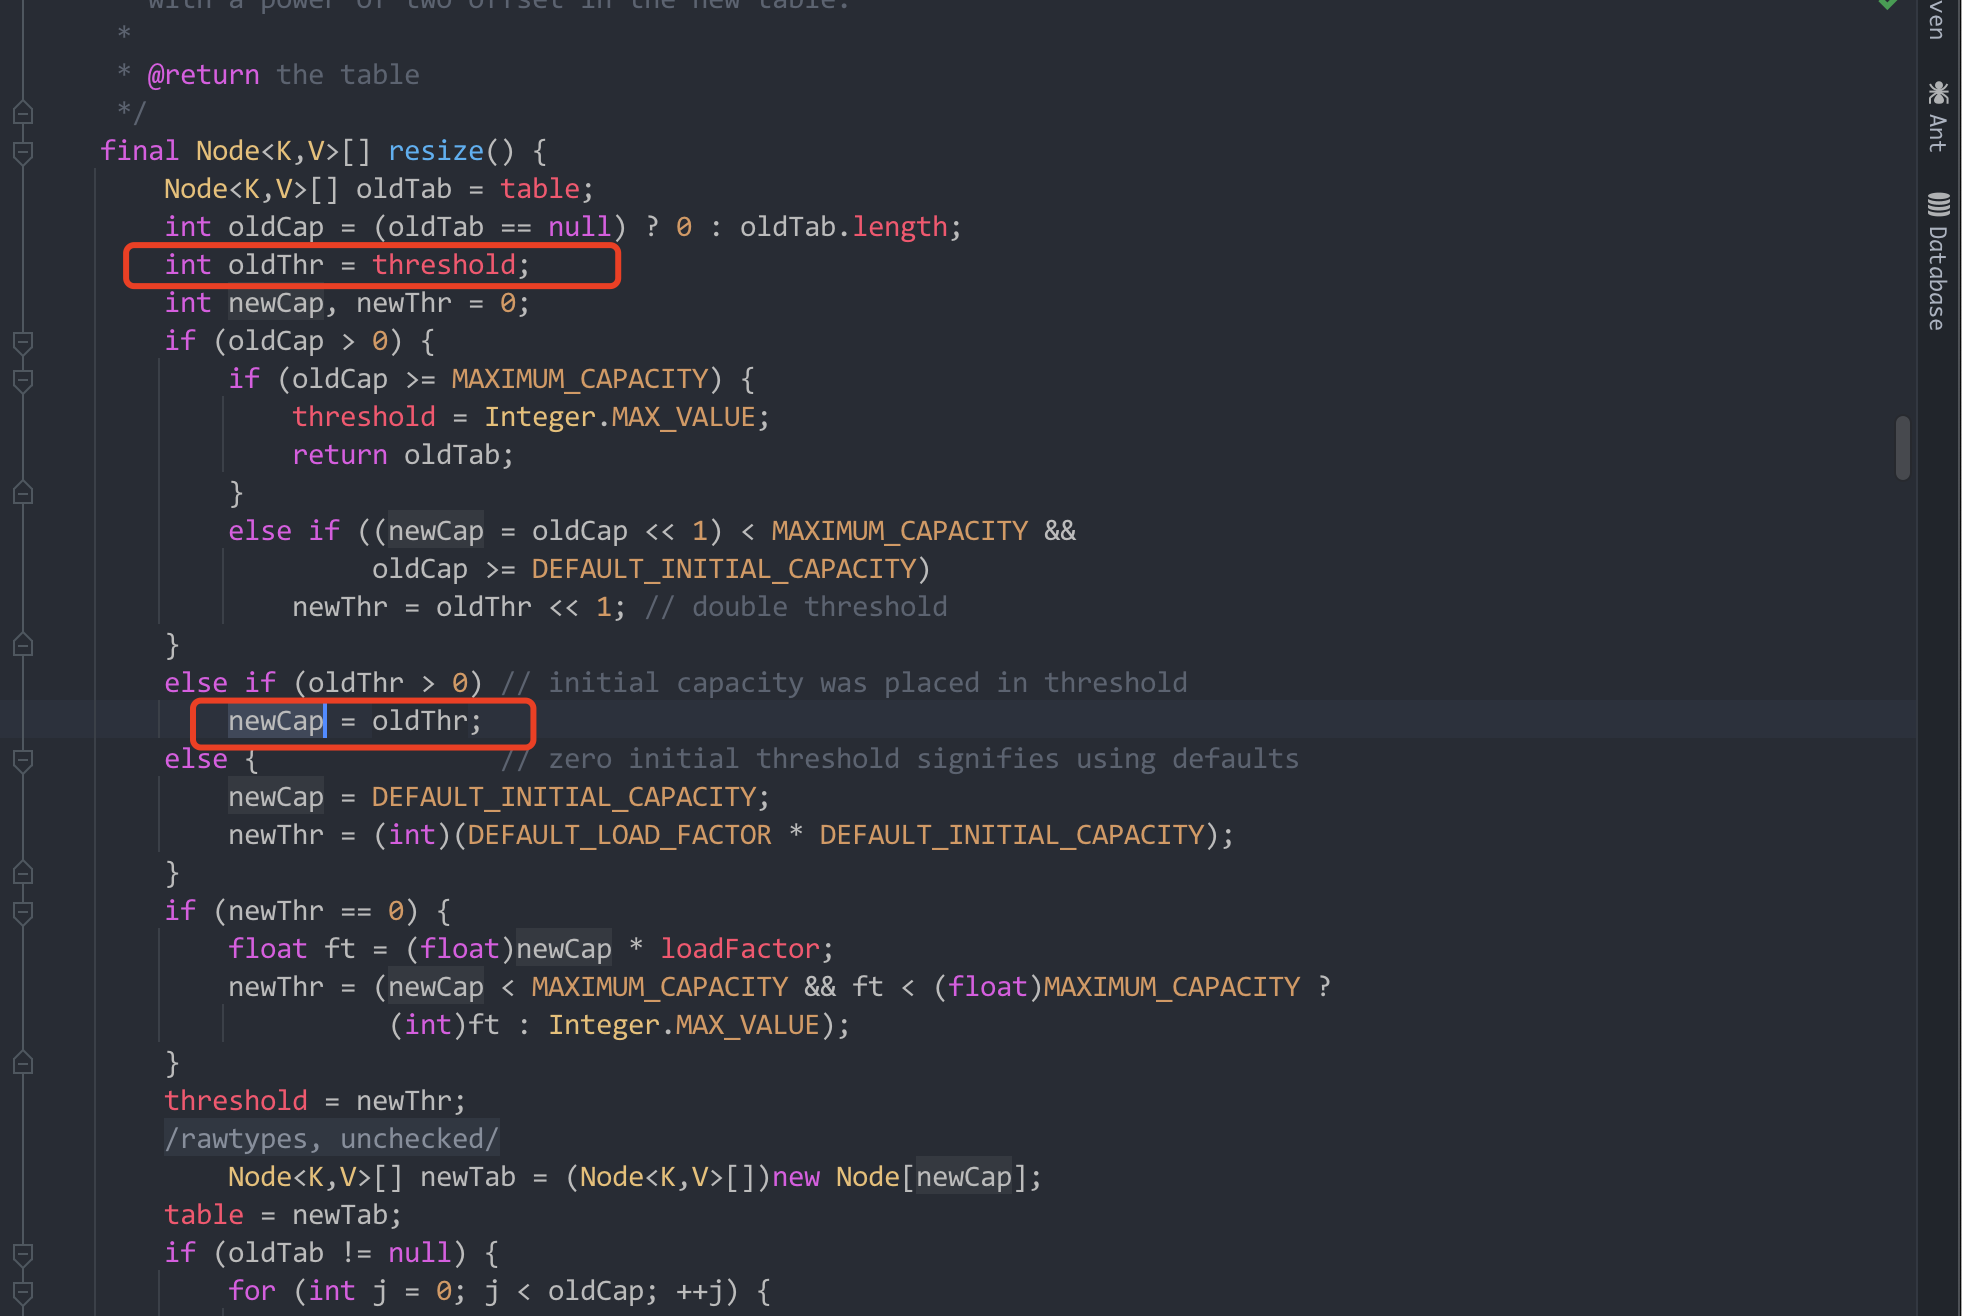 with a power of two offset in the new table.
*
* @return the table
*/
final Node<K,V>[] resize() {
Node<K,V>[] oldTab = table;
int oldCap = (oldTab == null) ? 0 : oldTab.length;
int oldThr = threshold;
int newCap, newThr = 0;
if (oldCap > 0) {
if (oldCap >= MAXIMUM_CAPACITY) {
threshold = Integer.MAX_VALUE;
return oldTab;
}
else if ((newCap = oldCap << 1) < MAXIMUM_CAPACITY &&
oldCap >= DEFAULT_INITIAL_CAPACITY)
newThr = oldThr << 1; // double threshold
}
else if (oldThr > 0) // initial capacity was placed in threshold
newCap = oldThr;
else { // zero initial threshold signifies using defaults
newCap = DEFAULT_INITIAL_CAPACITY;
newThr = (int)(DEFAULT_LOAD_FACTOR * DEFAULT_INITIAL_CAPACITY);
}
if (newThr == 0) {
float ft = (float)newCap * loadFactor;
newThr = (newCap < MAXIMUM_CAPACITY && ft < (float)MAXIMUM_CAPACITY ?
(int)ft : Integer.MAX_VALUE);
}
threshold = newThr;
/rawtypes, unchecked/
Node<K,V>[] newTab = (Node<K,V>[])new Node[newCap];
table = newTab;
if (oldTab != null) {
for (int j = 0; j < oldCap; ++j) {
ven
Ant
Database